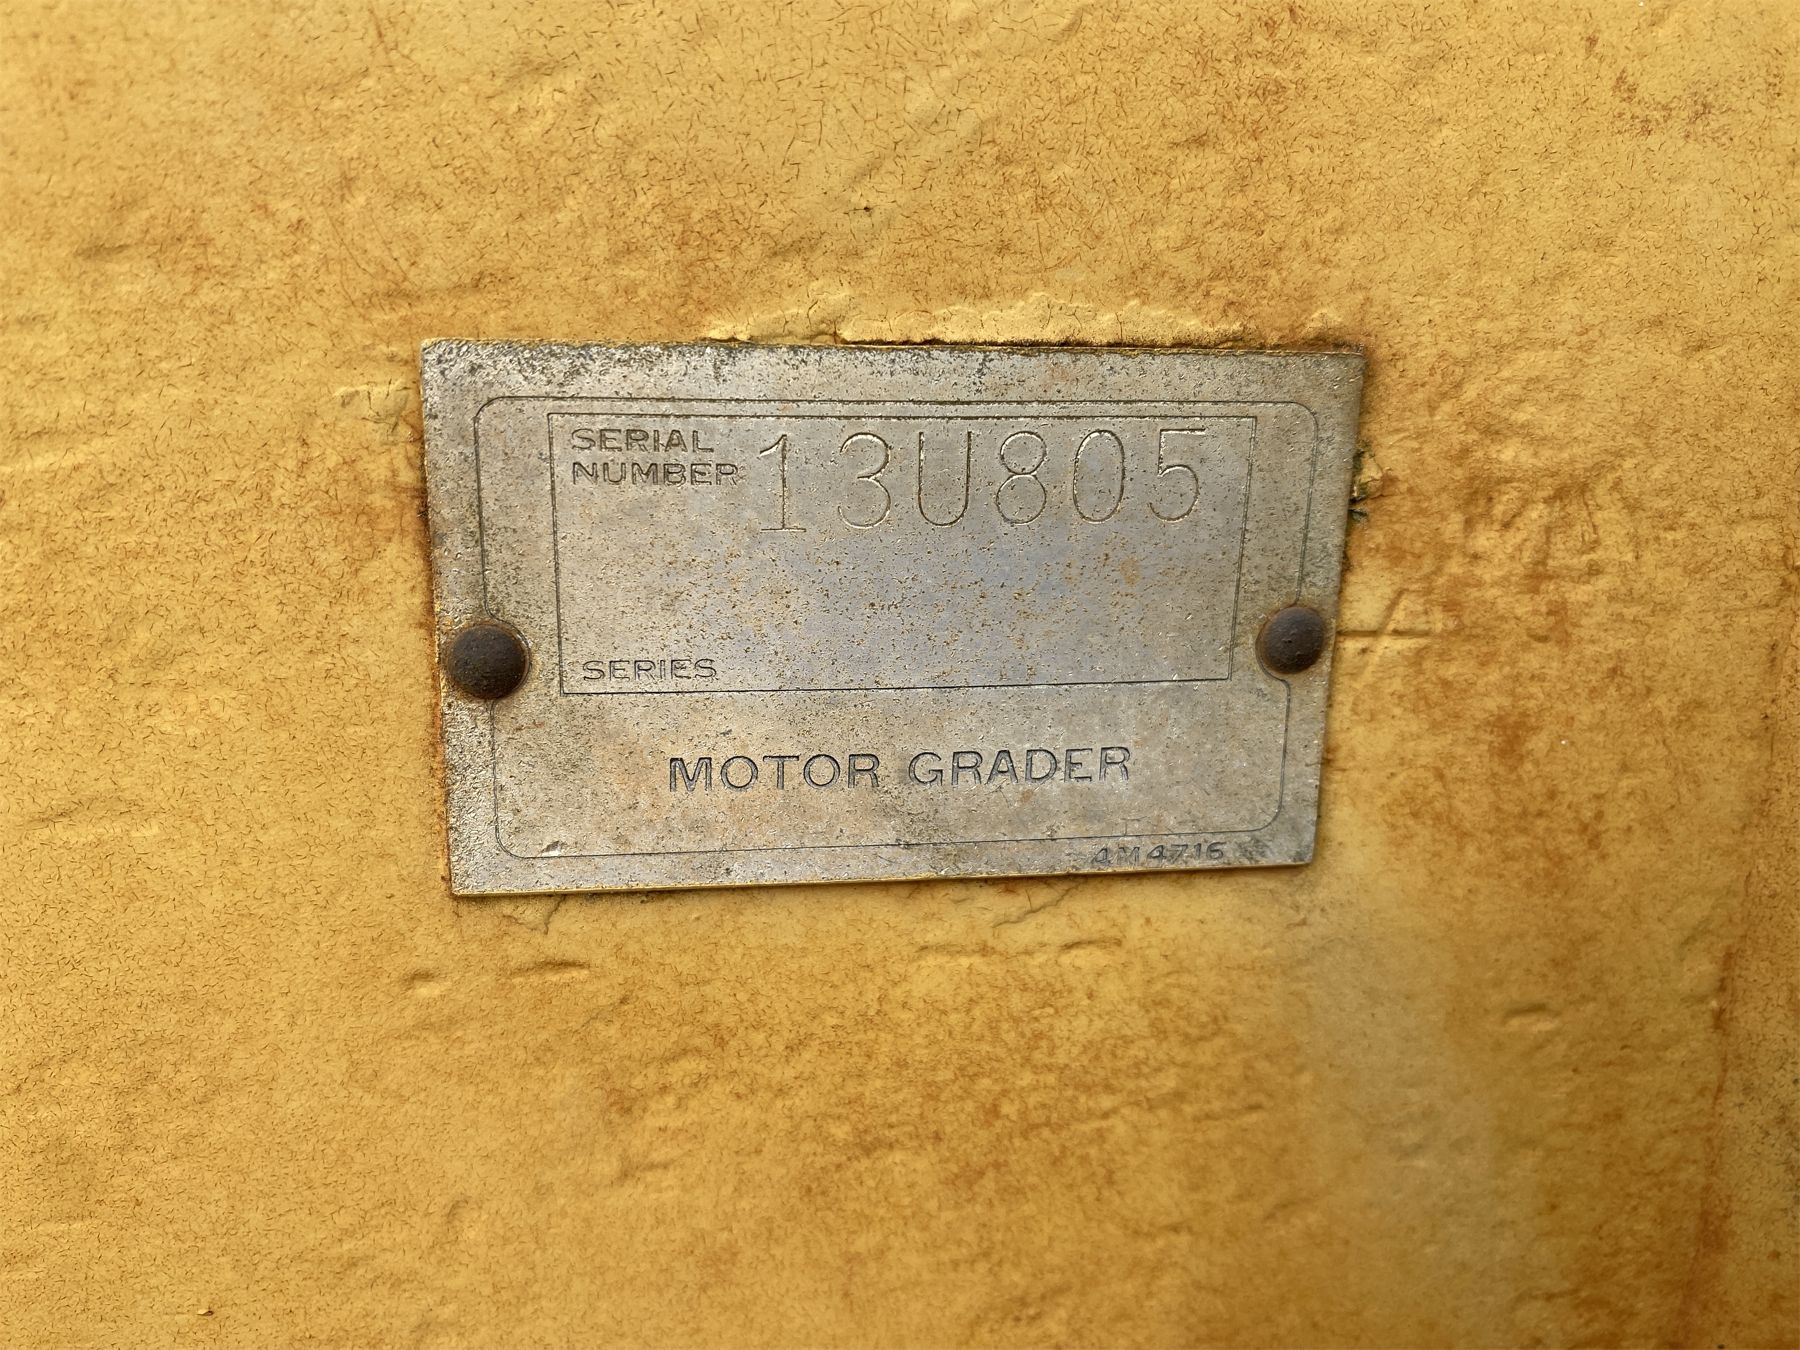 SERIAL
NUMBER 13U805
SERIES
MOTOR GRADER
4M4716